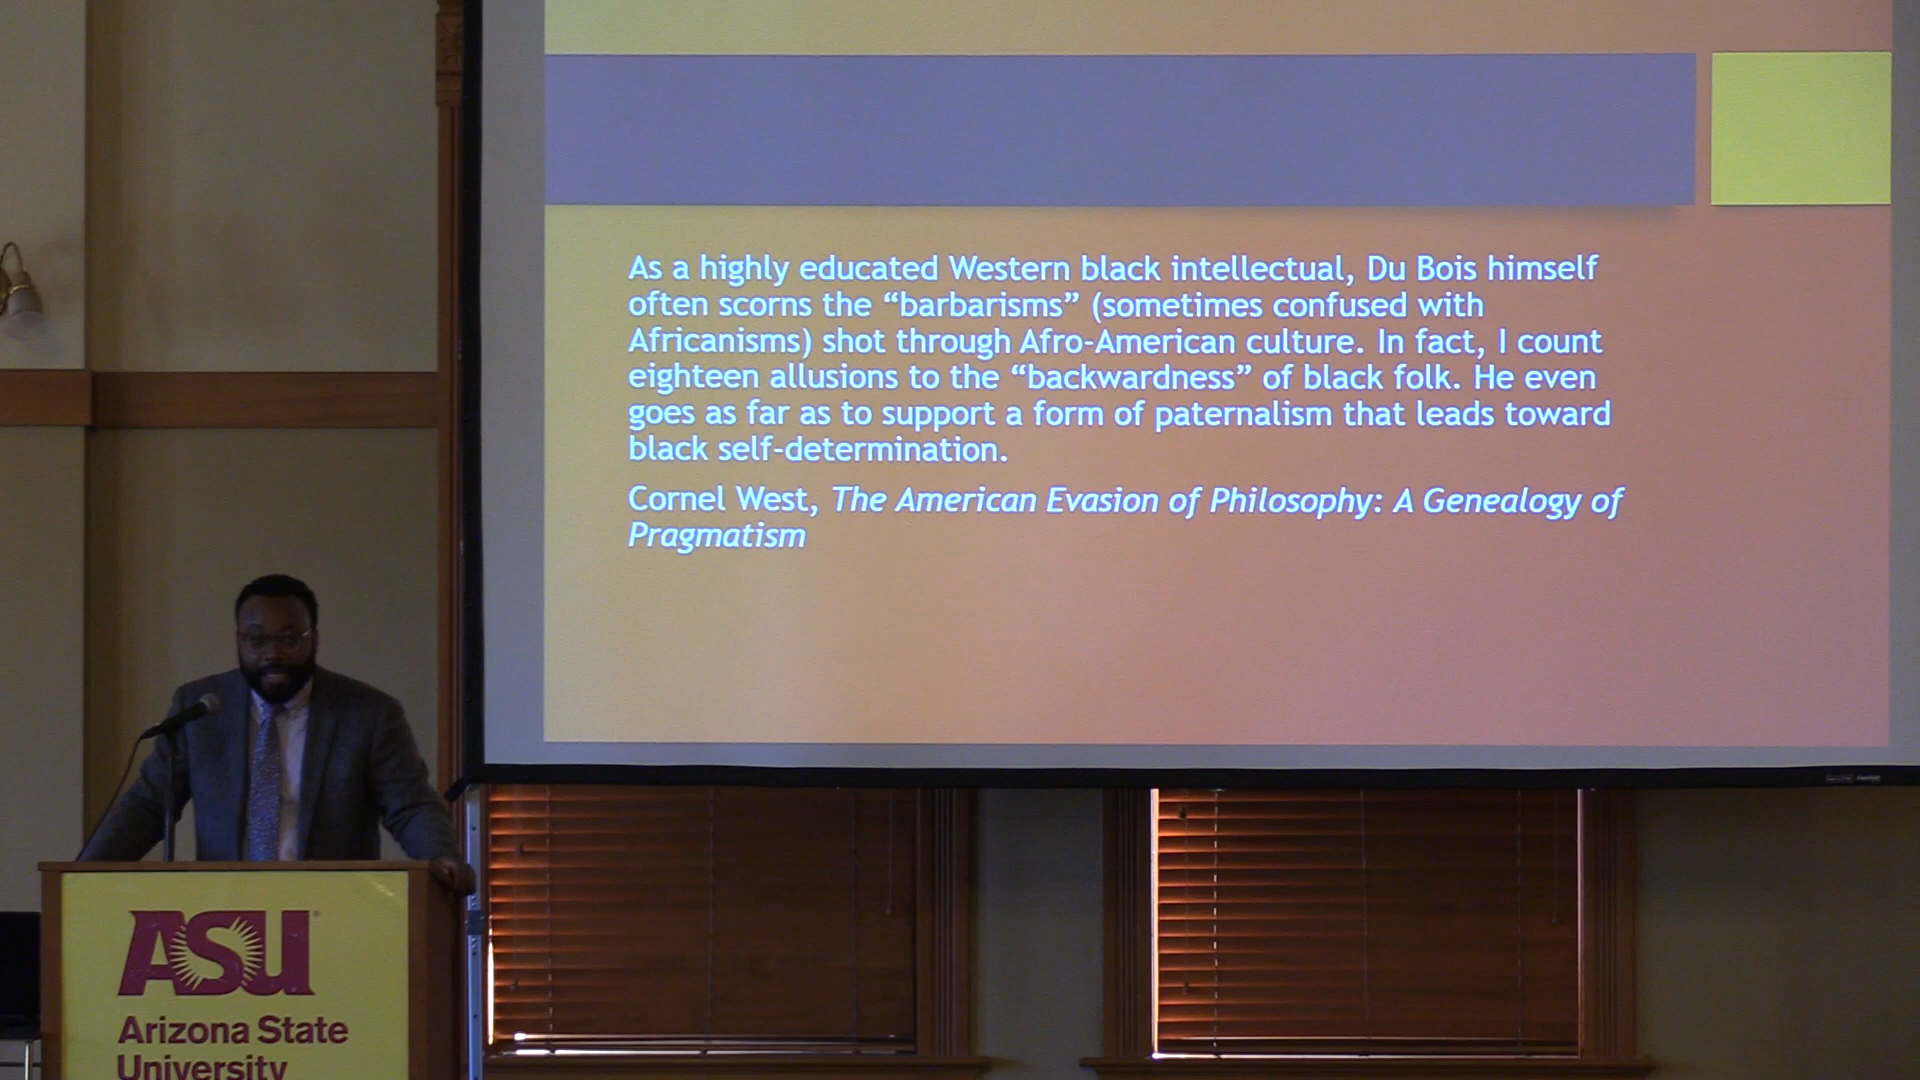 As a highly educated Western black intellectual, Du Bois himself
often scorns the “barbarisms” (sometimes confused with
Africanisms) shot through Afro-American culture. In fact, I count
eighteen allusions to the “backwardness” of black folk. He even
goes as far as to support a form of paternalism that leads toward
black self-determination.
Cornel West, The American Evasion of Philosophy: A Genealogy of
Pragmatism
ASU
Arizona State
University